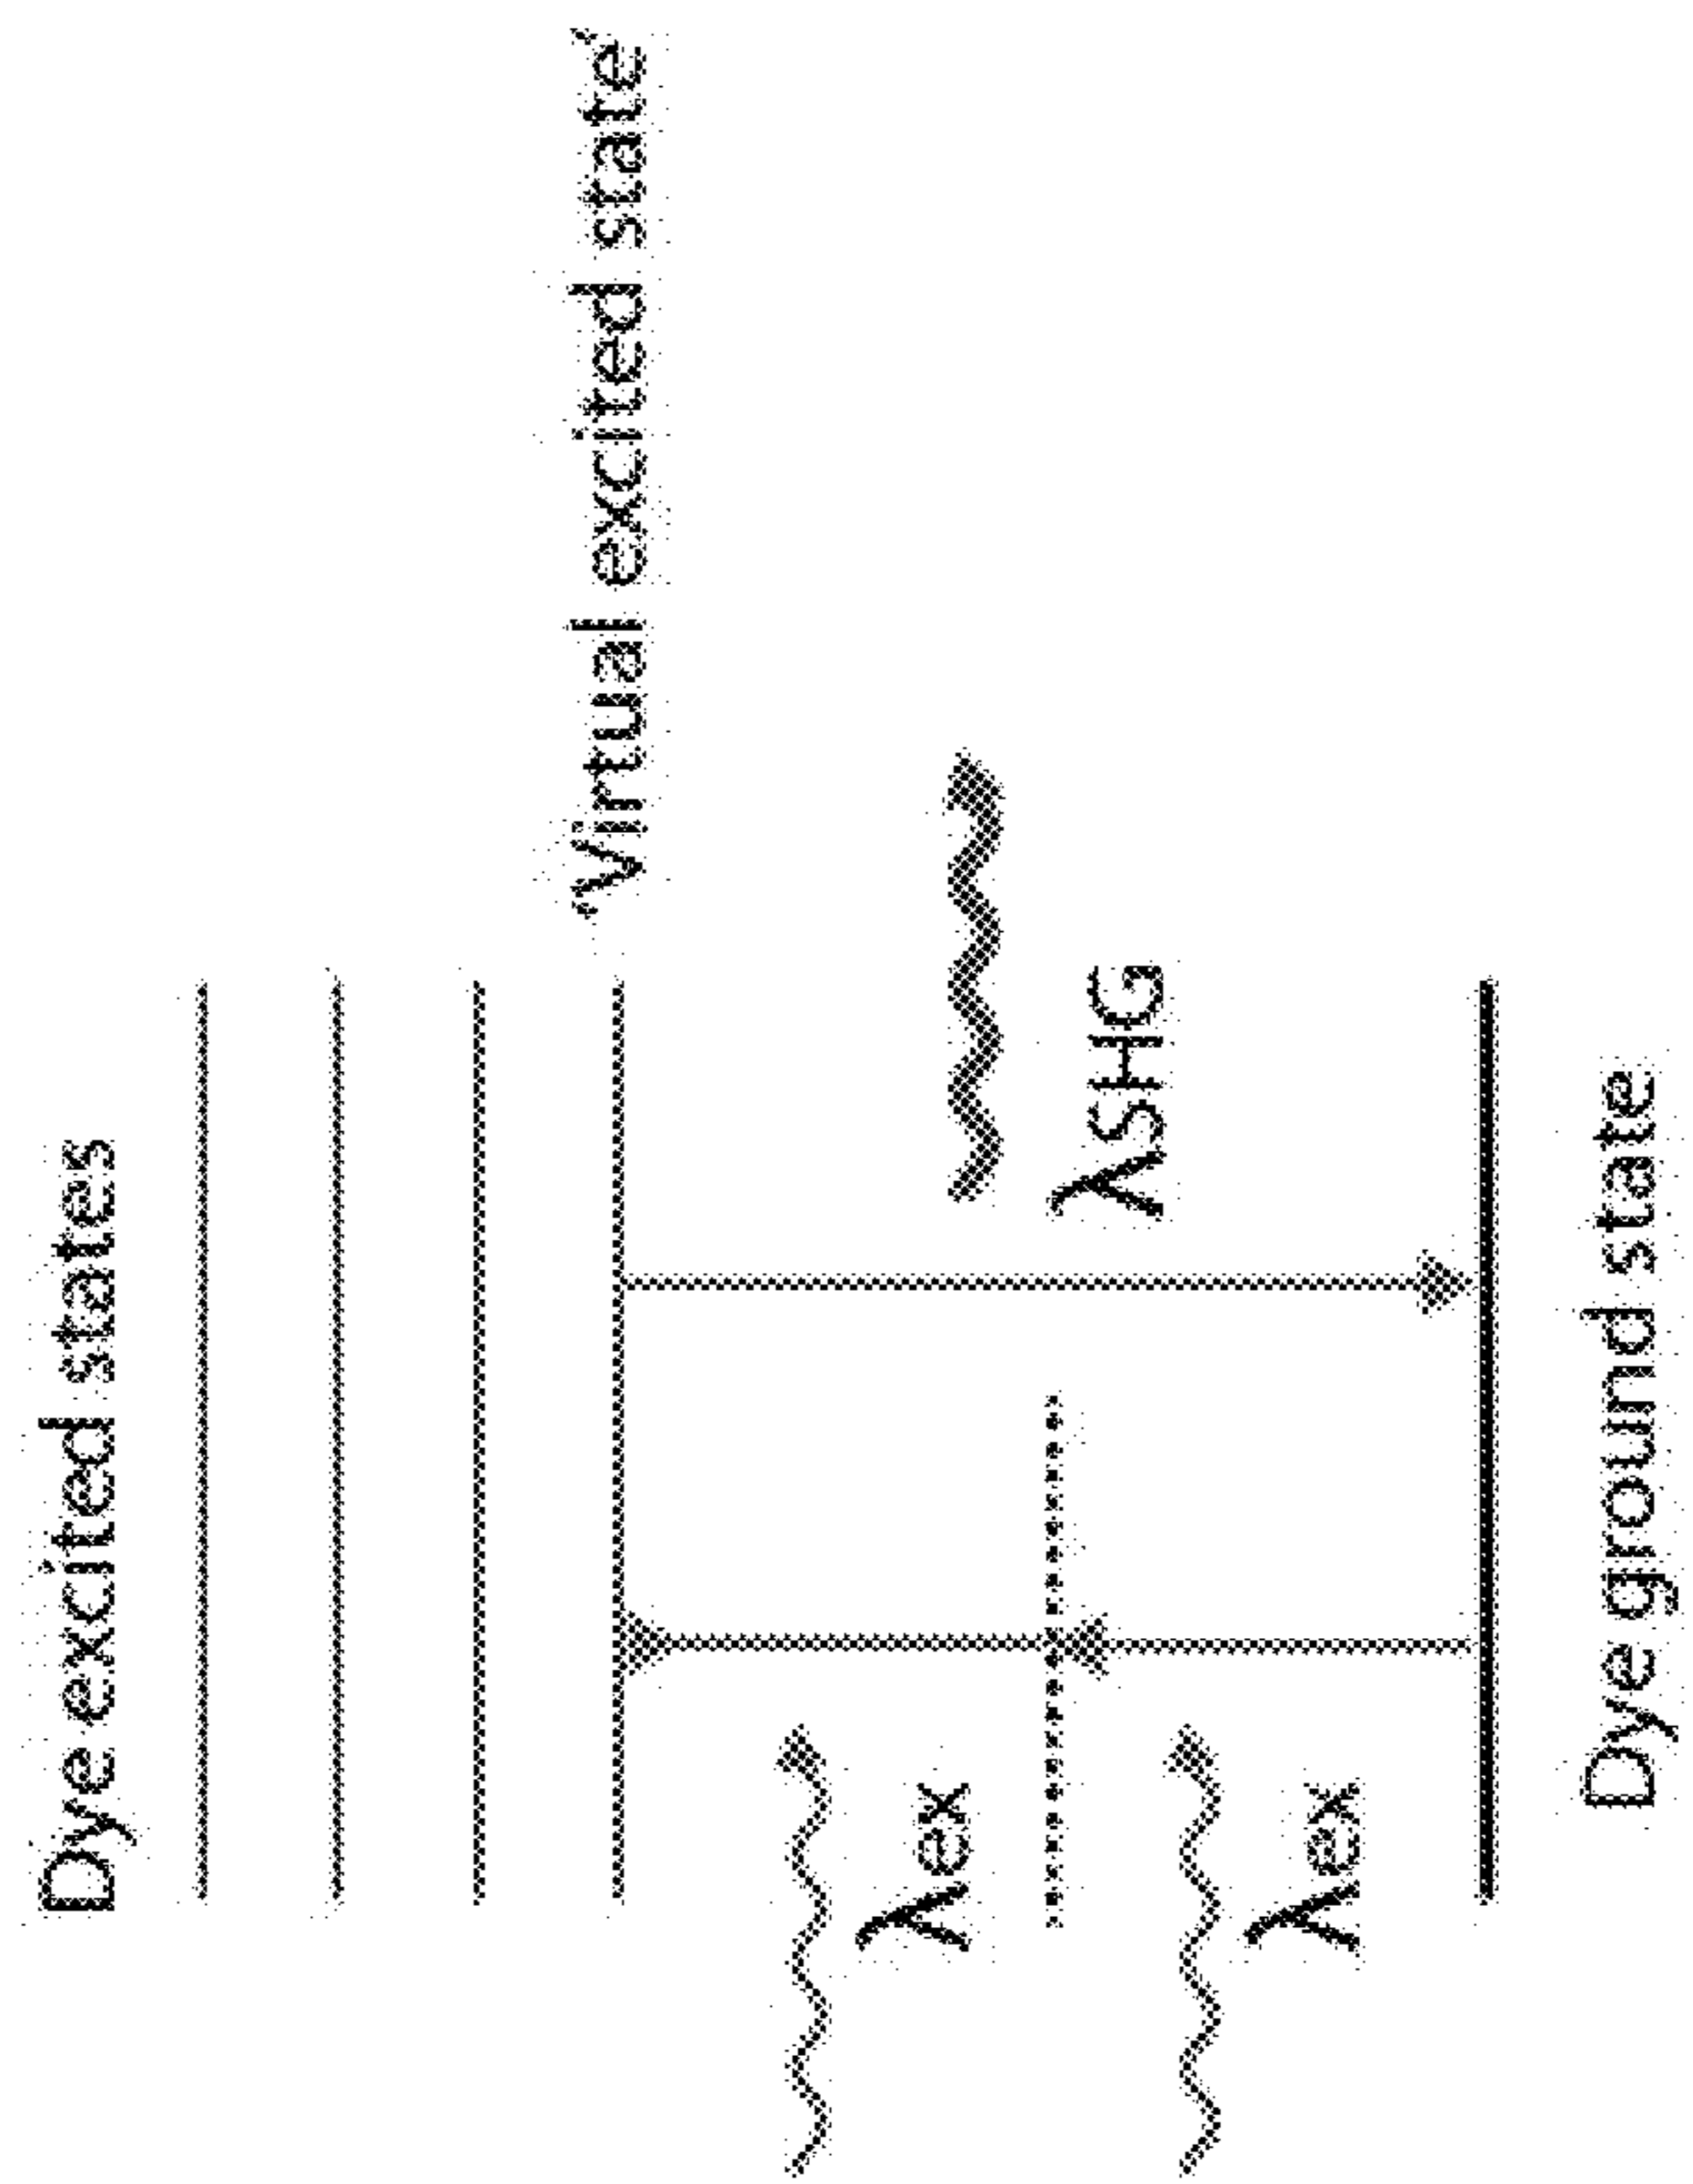 Dye excited states
'Virtual excited state'
λex
λSHG
λex
Dye ground state